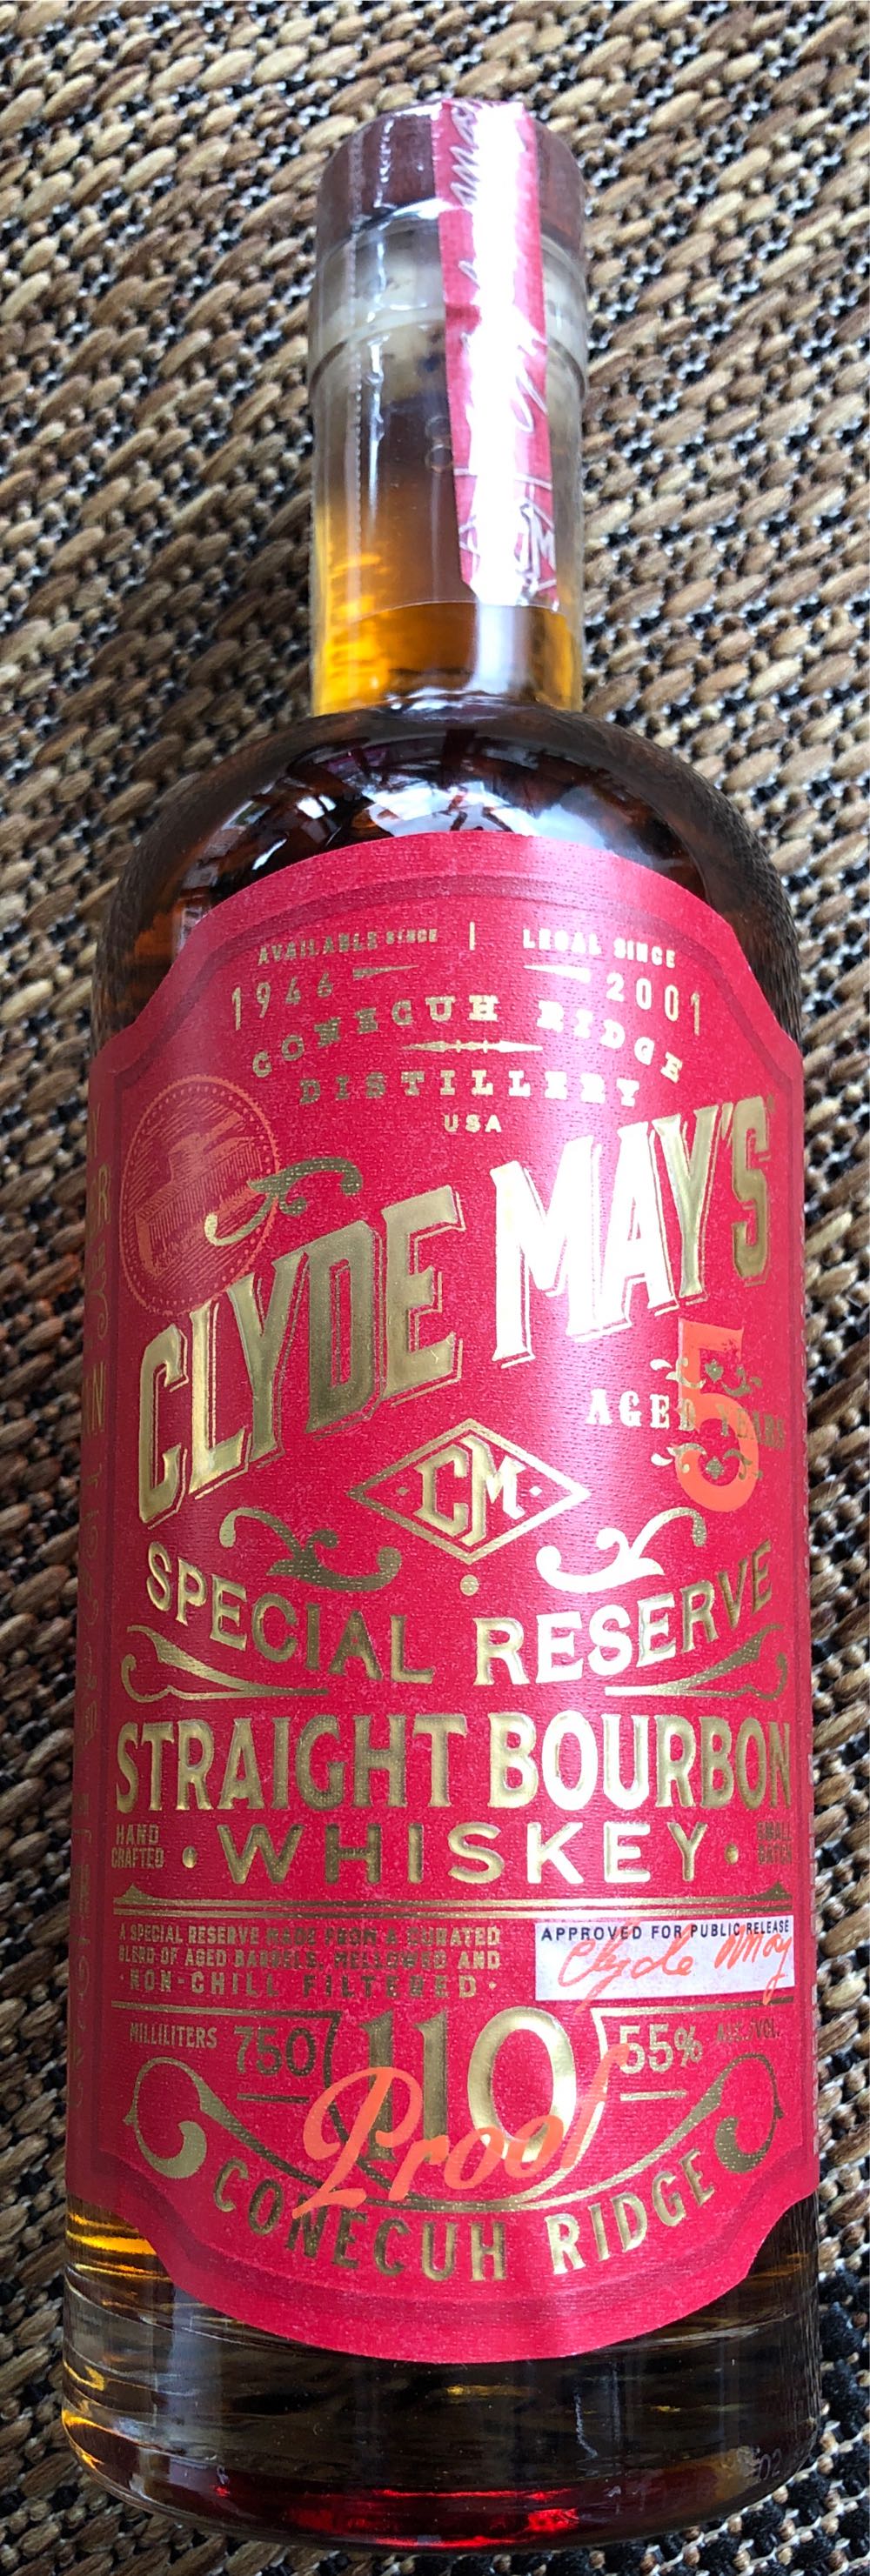 AVAILABLE SINCE | LEGAL SINCE
1946 2001
CONECUH RIDGE
DISTILLERY
USA
CLYDE MAY'S
5
AGED YEARS
CM
SPECIAL RESERVE
STRAIGHT BOURBON
HAND CRAFTED • WHISKEY • SMALL BATCH
A SPECIAL RESERVE MADE FROM A CURATED
BLEND OF AGED BARRELS, MELLOWED AND
· NON-CHILL FILTERED ·
APPROVED FOR PUBLIC RELEASE
Clyde May
MILLILITERS 750 110 55% ALC./VOL.
Proof
CONECUH RIDGE